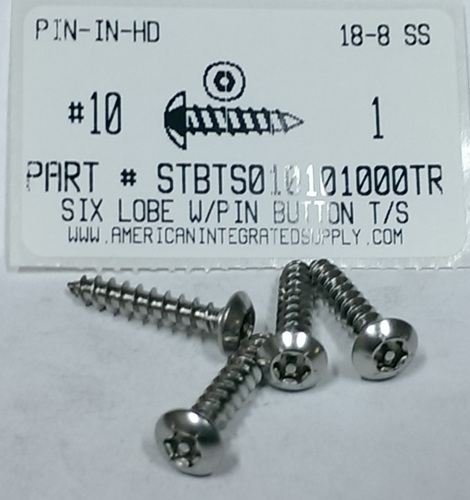 PIN-IN-HD
18-8 SS
#10
1
PART # STBTS010101000TR
SIX LOBE W/PIN BUTTON T/S
WWW.AMERICANINTEGRATEDSUPPLY.COM